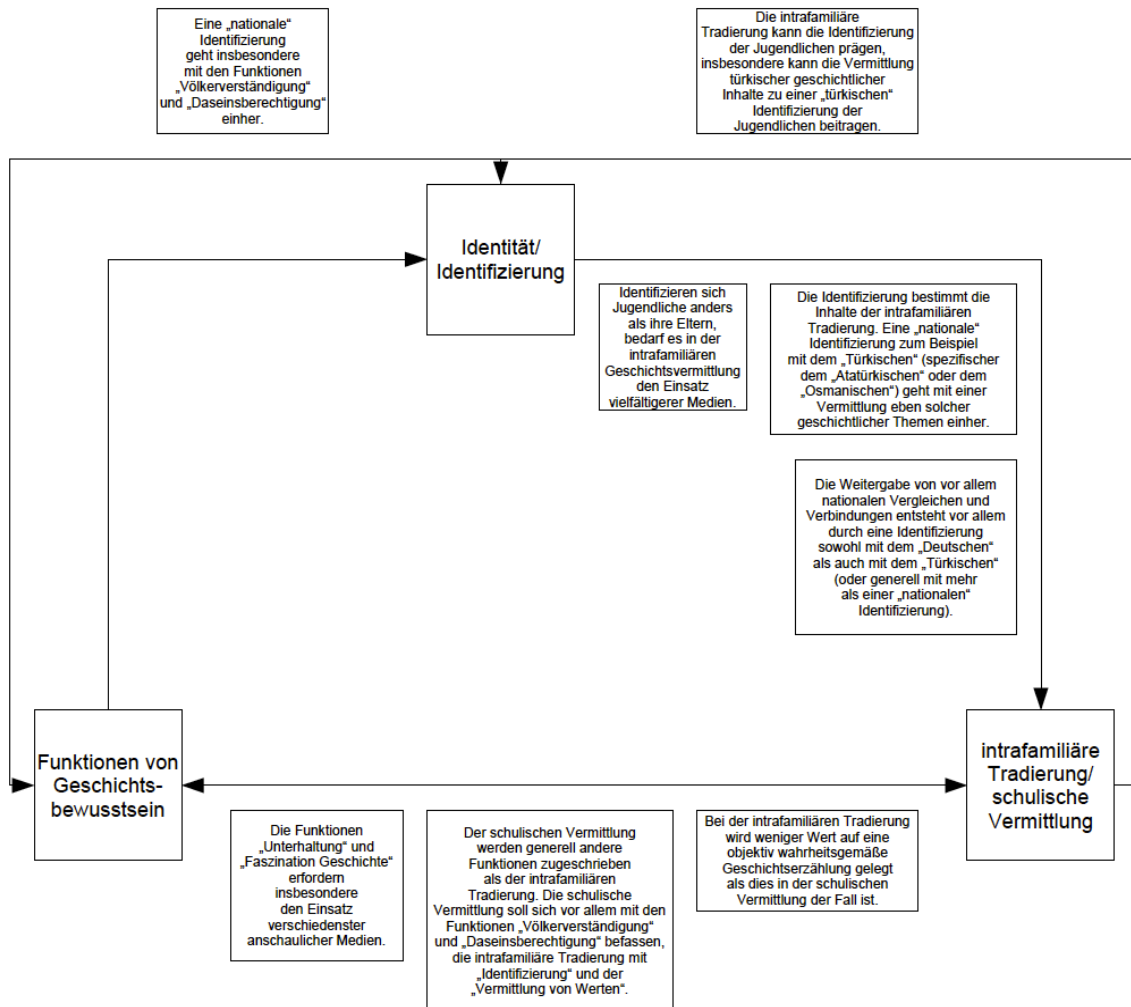 Eine „nationale“
Identifizierung
geht insbesondere
mit den Funktionen
„Völkerverständigung“
und „Daseinsberechtigung“
einher.
Die intrafamiliäre
Tradierung kann die Identifizierung
der Jugendlichen prägen,
insbesondere kann die Vermittlung
türkischer geschichtlicher
Inhalte zu einer „türkischen“
Identifizierung der
Jugendlichen beitragen.
Identität/
Identifizierung
Identifizieren sich
Jugendliche anders
als ihre Eltern,
bedarf es in der
intrafamiliären
Geschichtsvermittlung
den Einsatz
vielfältigerer Medien.
Die Identifizierung bestimmt die
Inhalte der intrafamiliären
Tradierung. Eine „nationale“
Identifizierung zum Beispiel
mit dem „Türkischen“ (spezifischer
dem „Atatürkischen“ oder dem
„Osmanischen“) geht mit einer
Vermittlung eben solcher
geschichtlicher Themen einher.
Die Weitergabe von vor allem
nationalen Vergleichen und
Verbindungen entsteht vor allem
durch eine Identifizierung
sowohl mit dem „Deutschen“
als auch mit dem „Türkischen“
(oder generell mit mehr
als einer „nationalen“
Identifizierung).
Funktionen von
Geschichts-
bewusstsein
intrafamiliäre
Tradierung/
schulische
Vermittlung
Die Funktionen
„Unterhaltung“ und
„Faszination Geschichte“
erfordern
insbesondere
den Einsatz
verschiedenster
anschaulicher Medien.
Der schulischen Vermittlung
werden generell andere
Funktionen zugeschrieben
als der intrafamiliären
Tradierung. Die schulische
Vermittlung soll sich vor allem mit den
Funktionen „Völkerverständigung“
und „Daseinsberechtigung“ befassen,
die intrafamiliäre Tradierung mit
„Identifizierung“ und der
„Vermittlung von Werten“.
Bei der intrafamiliären Tradierung
wird weniger Wert auf eine
objektiv wahrheitsgemäße
Geschichtserzählung gelegt
als dies in der schulischen
Vermittlung der Fall ist.